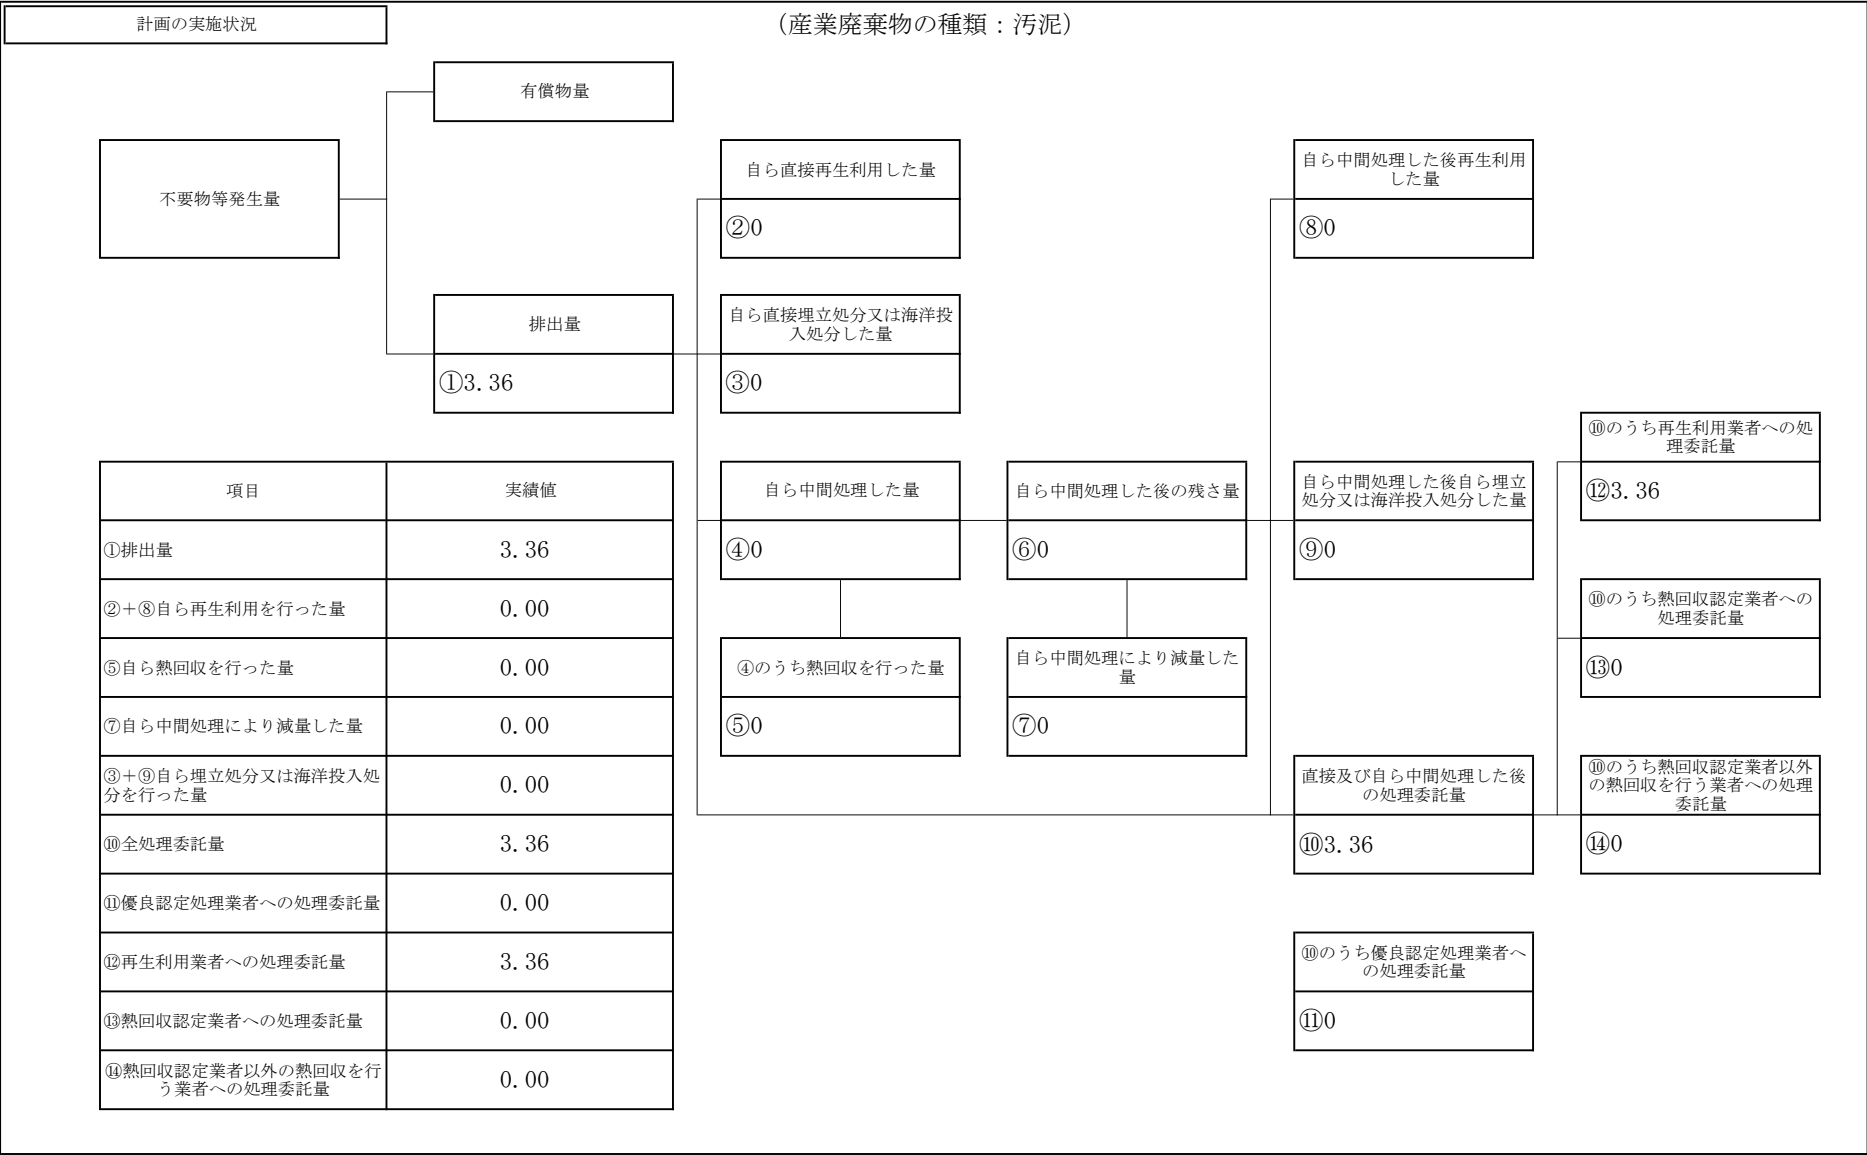 計画の実施状況
（産業廃棄物の種類：汚泥）
有償物量
不要物等発生量
排出量
①3.36
自ら直接再生利用した量
②0
自ら直接埋立処分又は海洋投
入処分した量
③0
自ら中間処理した後再生利用
した量
⑧0
項目
実績値
①排出量
3.36
②＋⑧自ら再生利用を行った量
0.00
⑤自ら熱回収を行った量
0.00
⑦自ら中間処理により減量した量
0.00
③＋⑨自ら埋立処分又は海洋投入処
分を行った量
0.00
⑩全処理委託量
3.36
⑪優良認定処理業者への処理委託量
0.00
⑫再生利用業者への処理委託量
3.36
⑬熱回収認定業者への処理委託量
0.00
⑭熱回収認定業者以外の熱回収を行
う業者への処理委託量
0.00
自ら中間処理した量
④0
④のうち熱回収を行った量
⑤0
自ら中間処理した後の残さ量
⑥0
自ら中間処理により減量した
量
⑦0
自ら中間処理した後自ら埋立
処分又は海洋投入処分した量
⑨0
直接及び自ら中間処理した後
の処理委託量
⑩3.36
⑩のうち優良認定処理業者へ
の処理委託量
⑪0
⑩のうち再生利用業者への処
理委託量
⑫3.36
⑩のうち熱回収認定業者への
処理委託量
⑬0
⑩のうち熱回収認定業者以外
の熱回収を行う業者への処理
委託量
⑭0